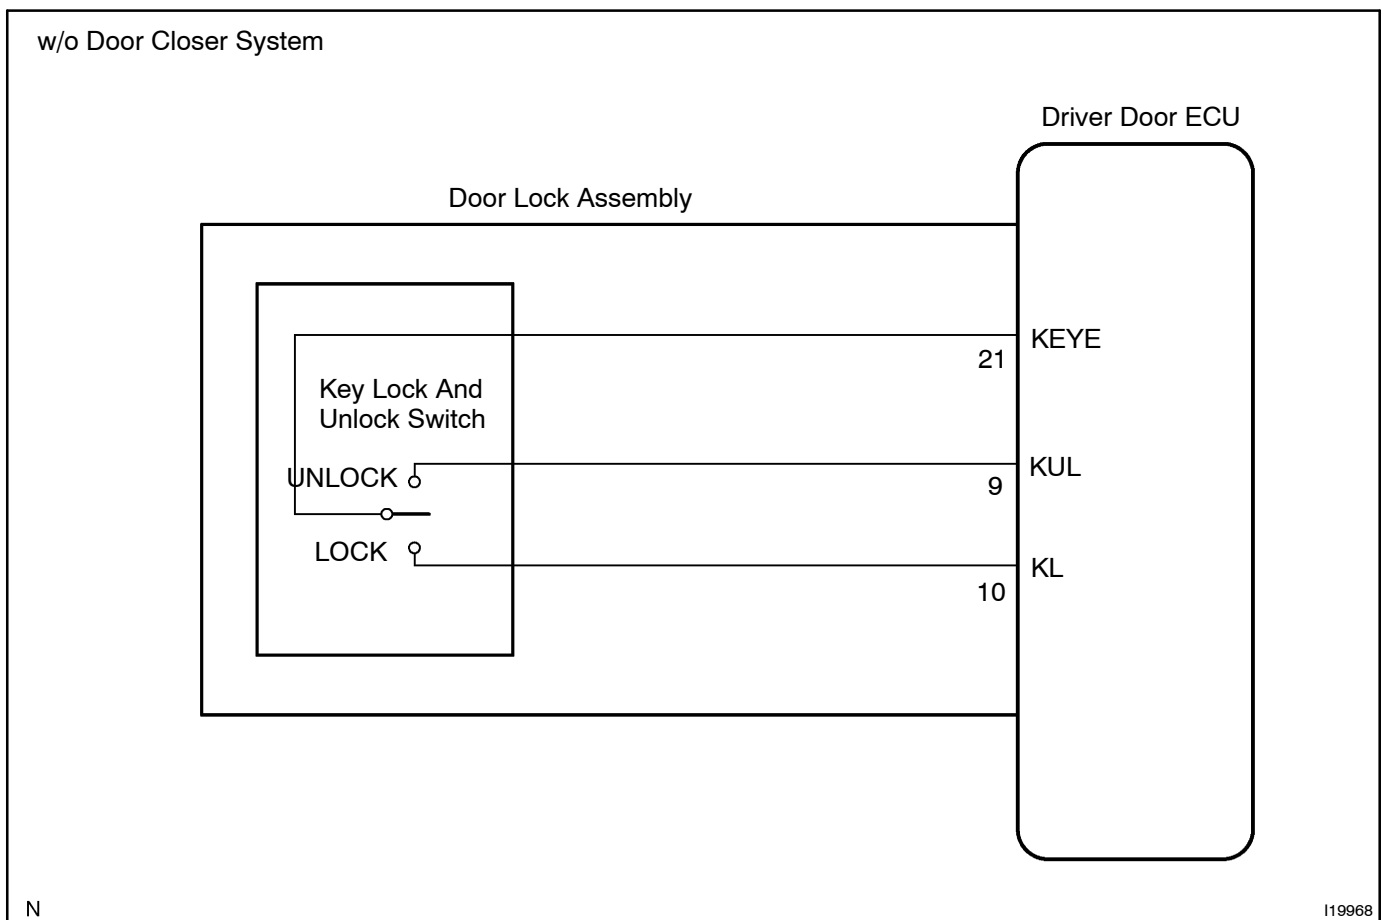 w/o Door Closer System
Driver Door ECU
Door Lock Assembly
KEYE
21
Key Lock And
Unlock Switch
UNLOCK
KUL
9
LOCK
KL
10
N
I19968